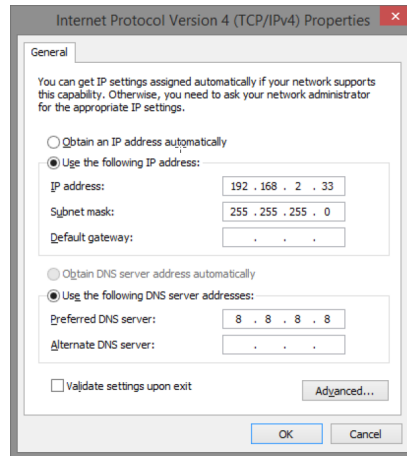 Internet Protocol Version 4 (TCP/IPv4) Properties
General
You can get IP settings assigned automatically if your network supports
this capability. Otherwise, you need to ask your network administrator
for the appropriate IP settings.
Obtain an IP address automatically
Use the following IP address:
IP address: 192 . 168 . 2 . 33
Subnet mask: 255 . 255 . 255 . 0
Default gateway: . . .
Obtain DNS server address automatically
Use the following DNS server addresses:
Preferred DNS server: 8 . 8 . 8 . 8
Alternate DNS server: . . .
Validate settings upon exit
Advanced...
OK Cancel